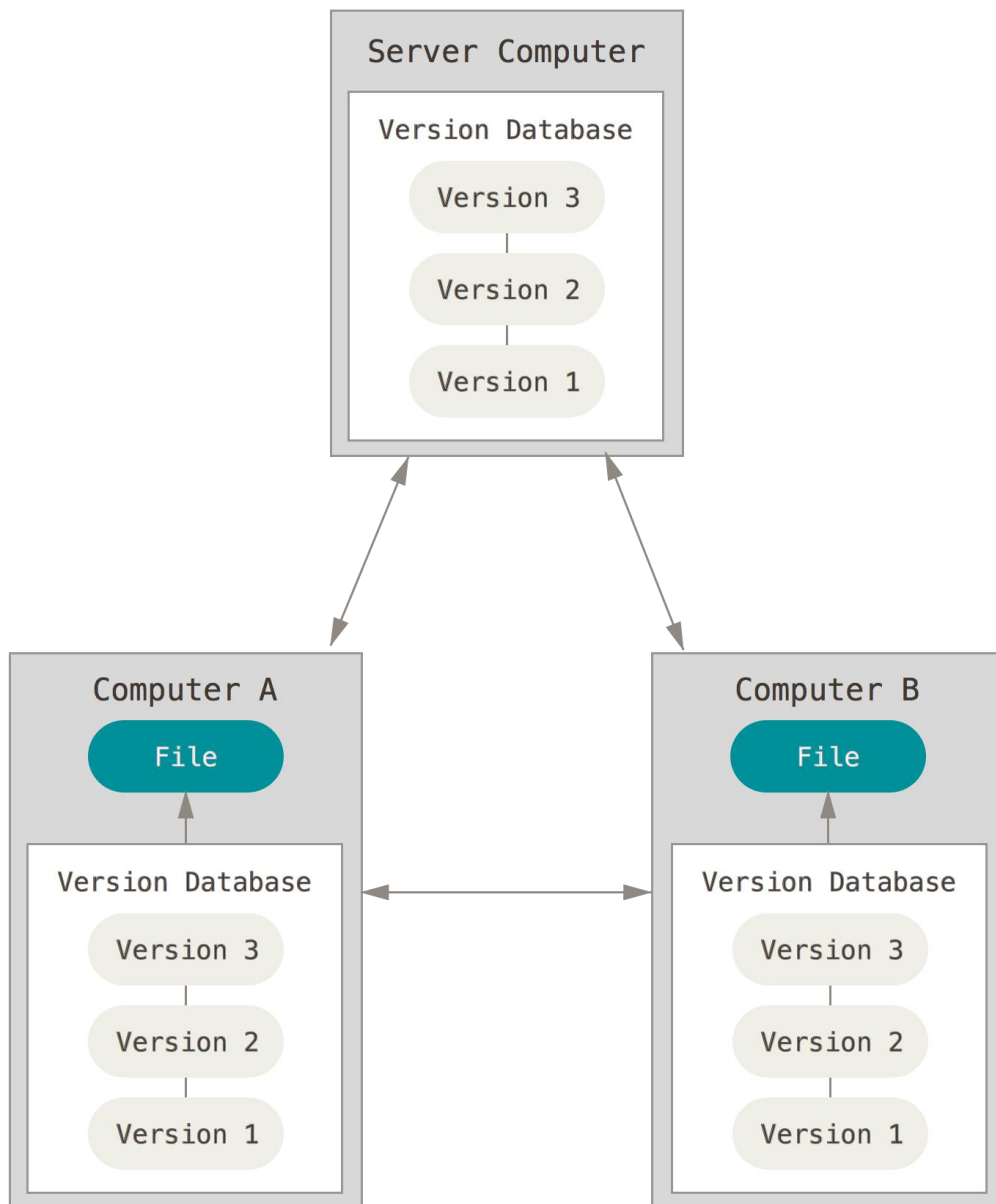 Server Computer
Version Database
Version 3
Version 2
Version 1
Computer A
File
Version Database
Version 3
Version 2
Version 1
Computer B
File
Version Database
Version 3
Version 2
Version 1